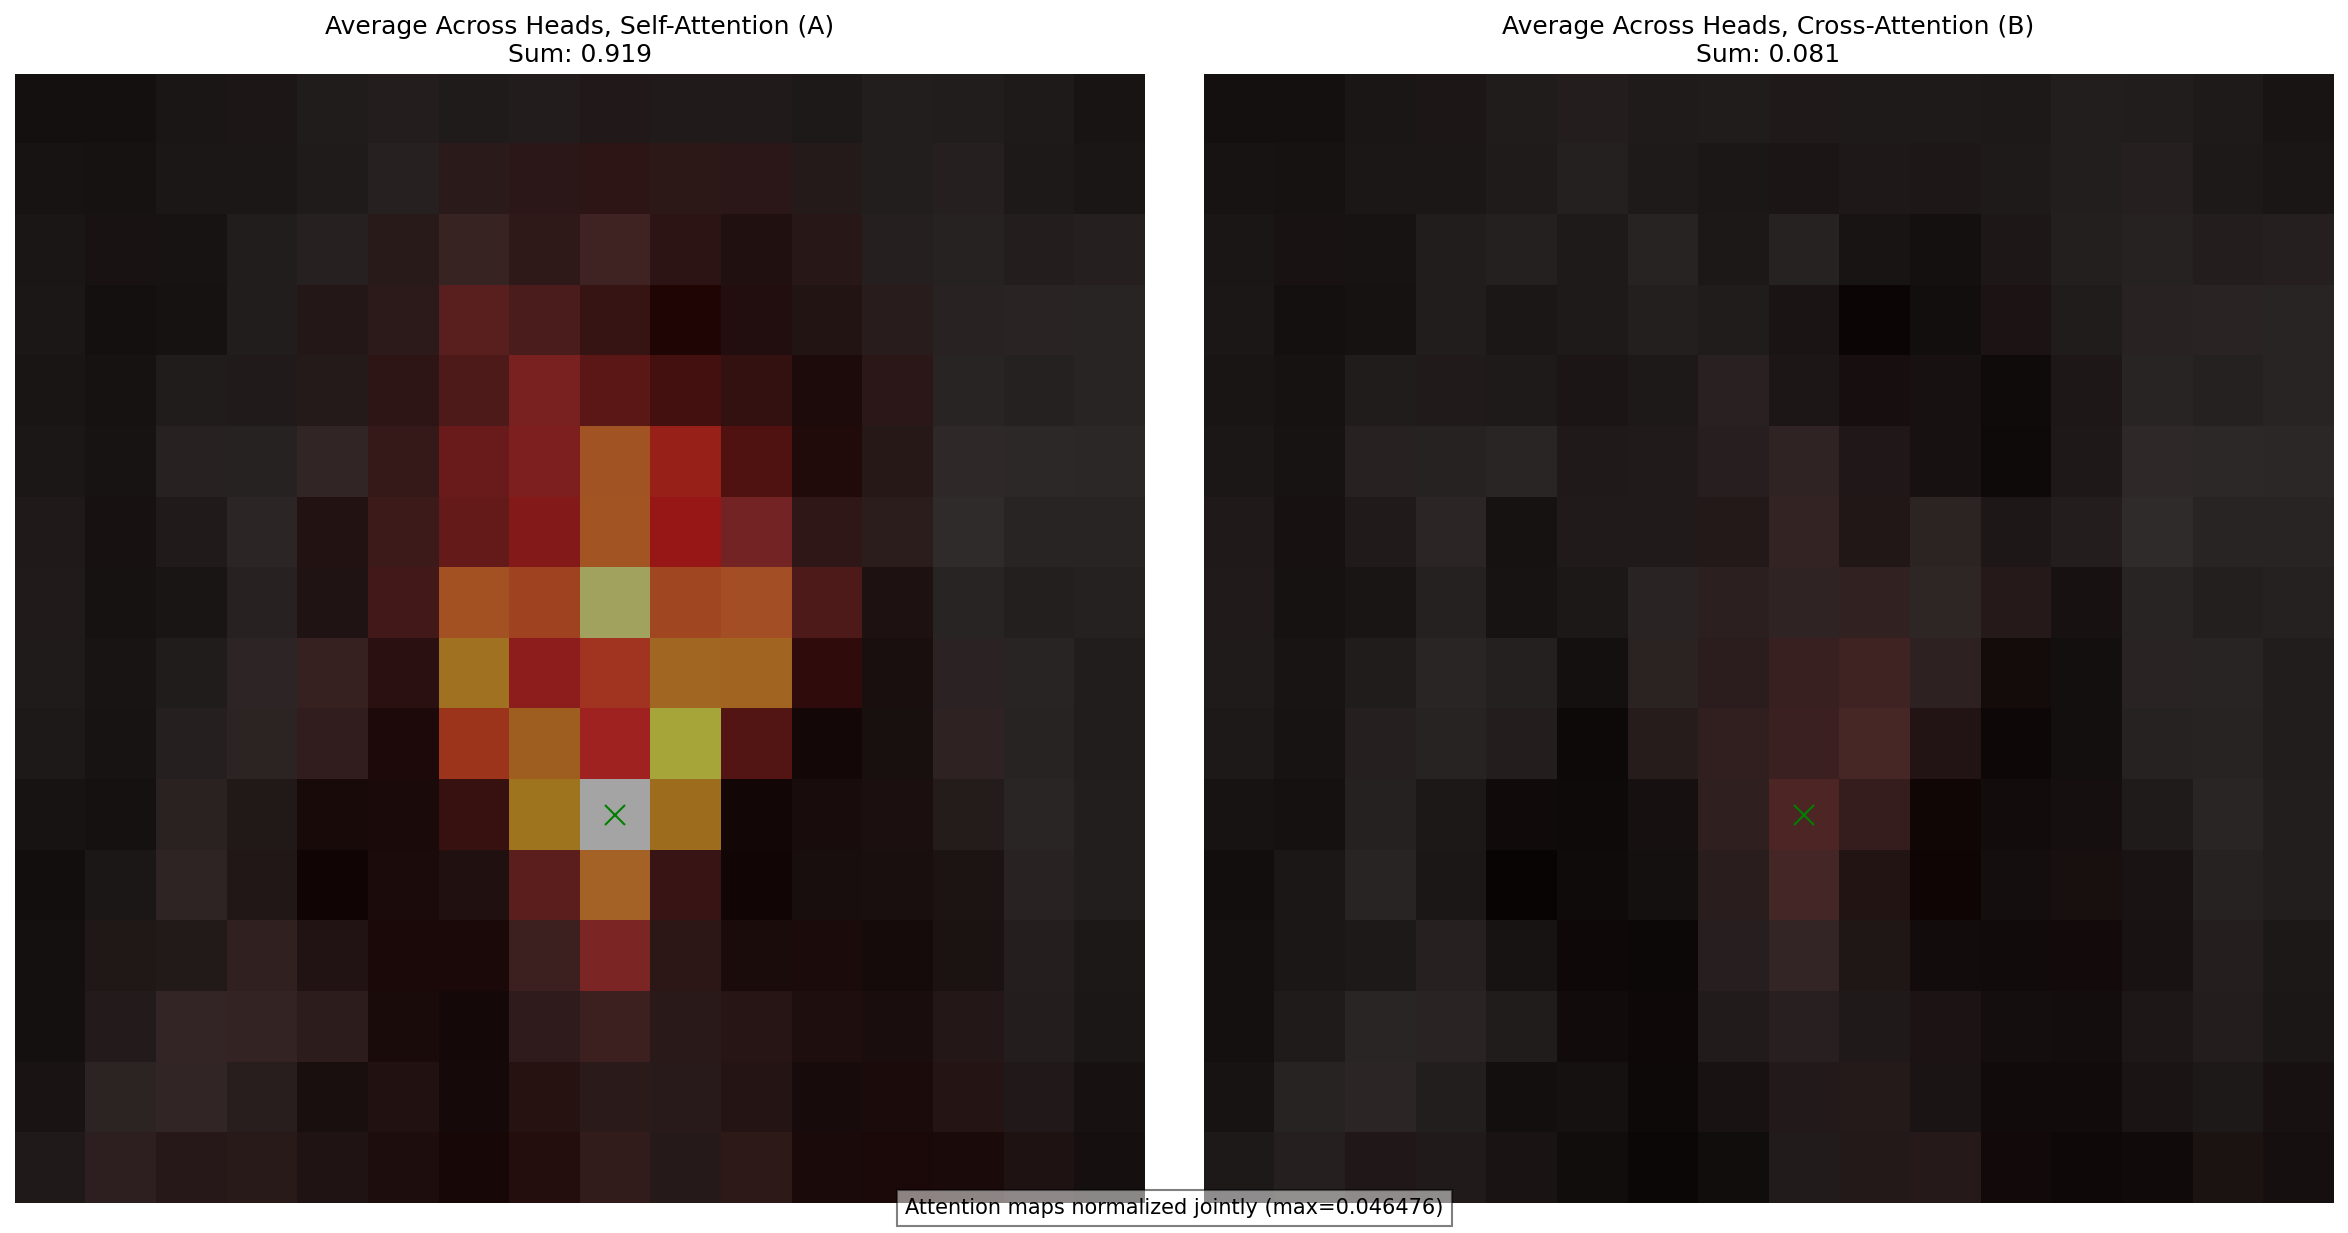 Average Across Heads, Self-Attention (A)
Sum: 0.919
Average Across Heads, Cross-Attention (B)
Sum: 0.081
Attention maps normalized jointly (max=0.046476)